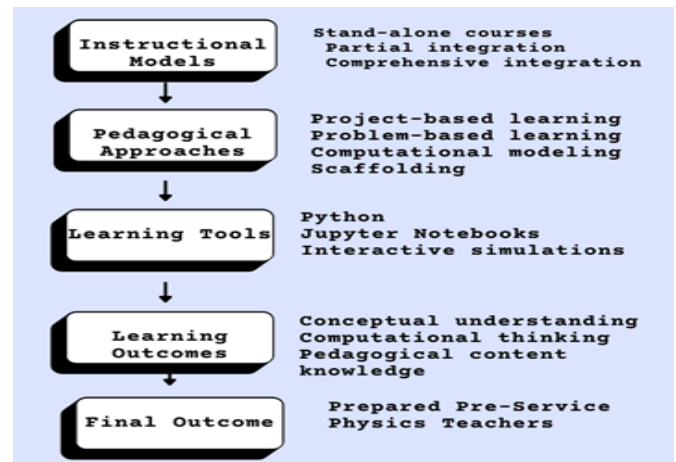 Instructional
Models
Stand-alone courses
Partial integration
Comprehensive integration
Pedagogical
Approaches
Project-based learning
Problem-based learning
Computational modeling
Scaffolding
Learning Tools
Python
Jupyter Notebooks
Interactive simulations
Learning
Outcomes
Conceptual understanding
Computational thinking
Pedagogical content
knowledge
Final Outcome
Prepared Pre-Service
Physics Teachers